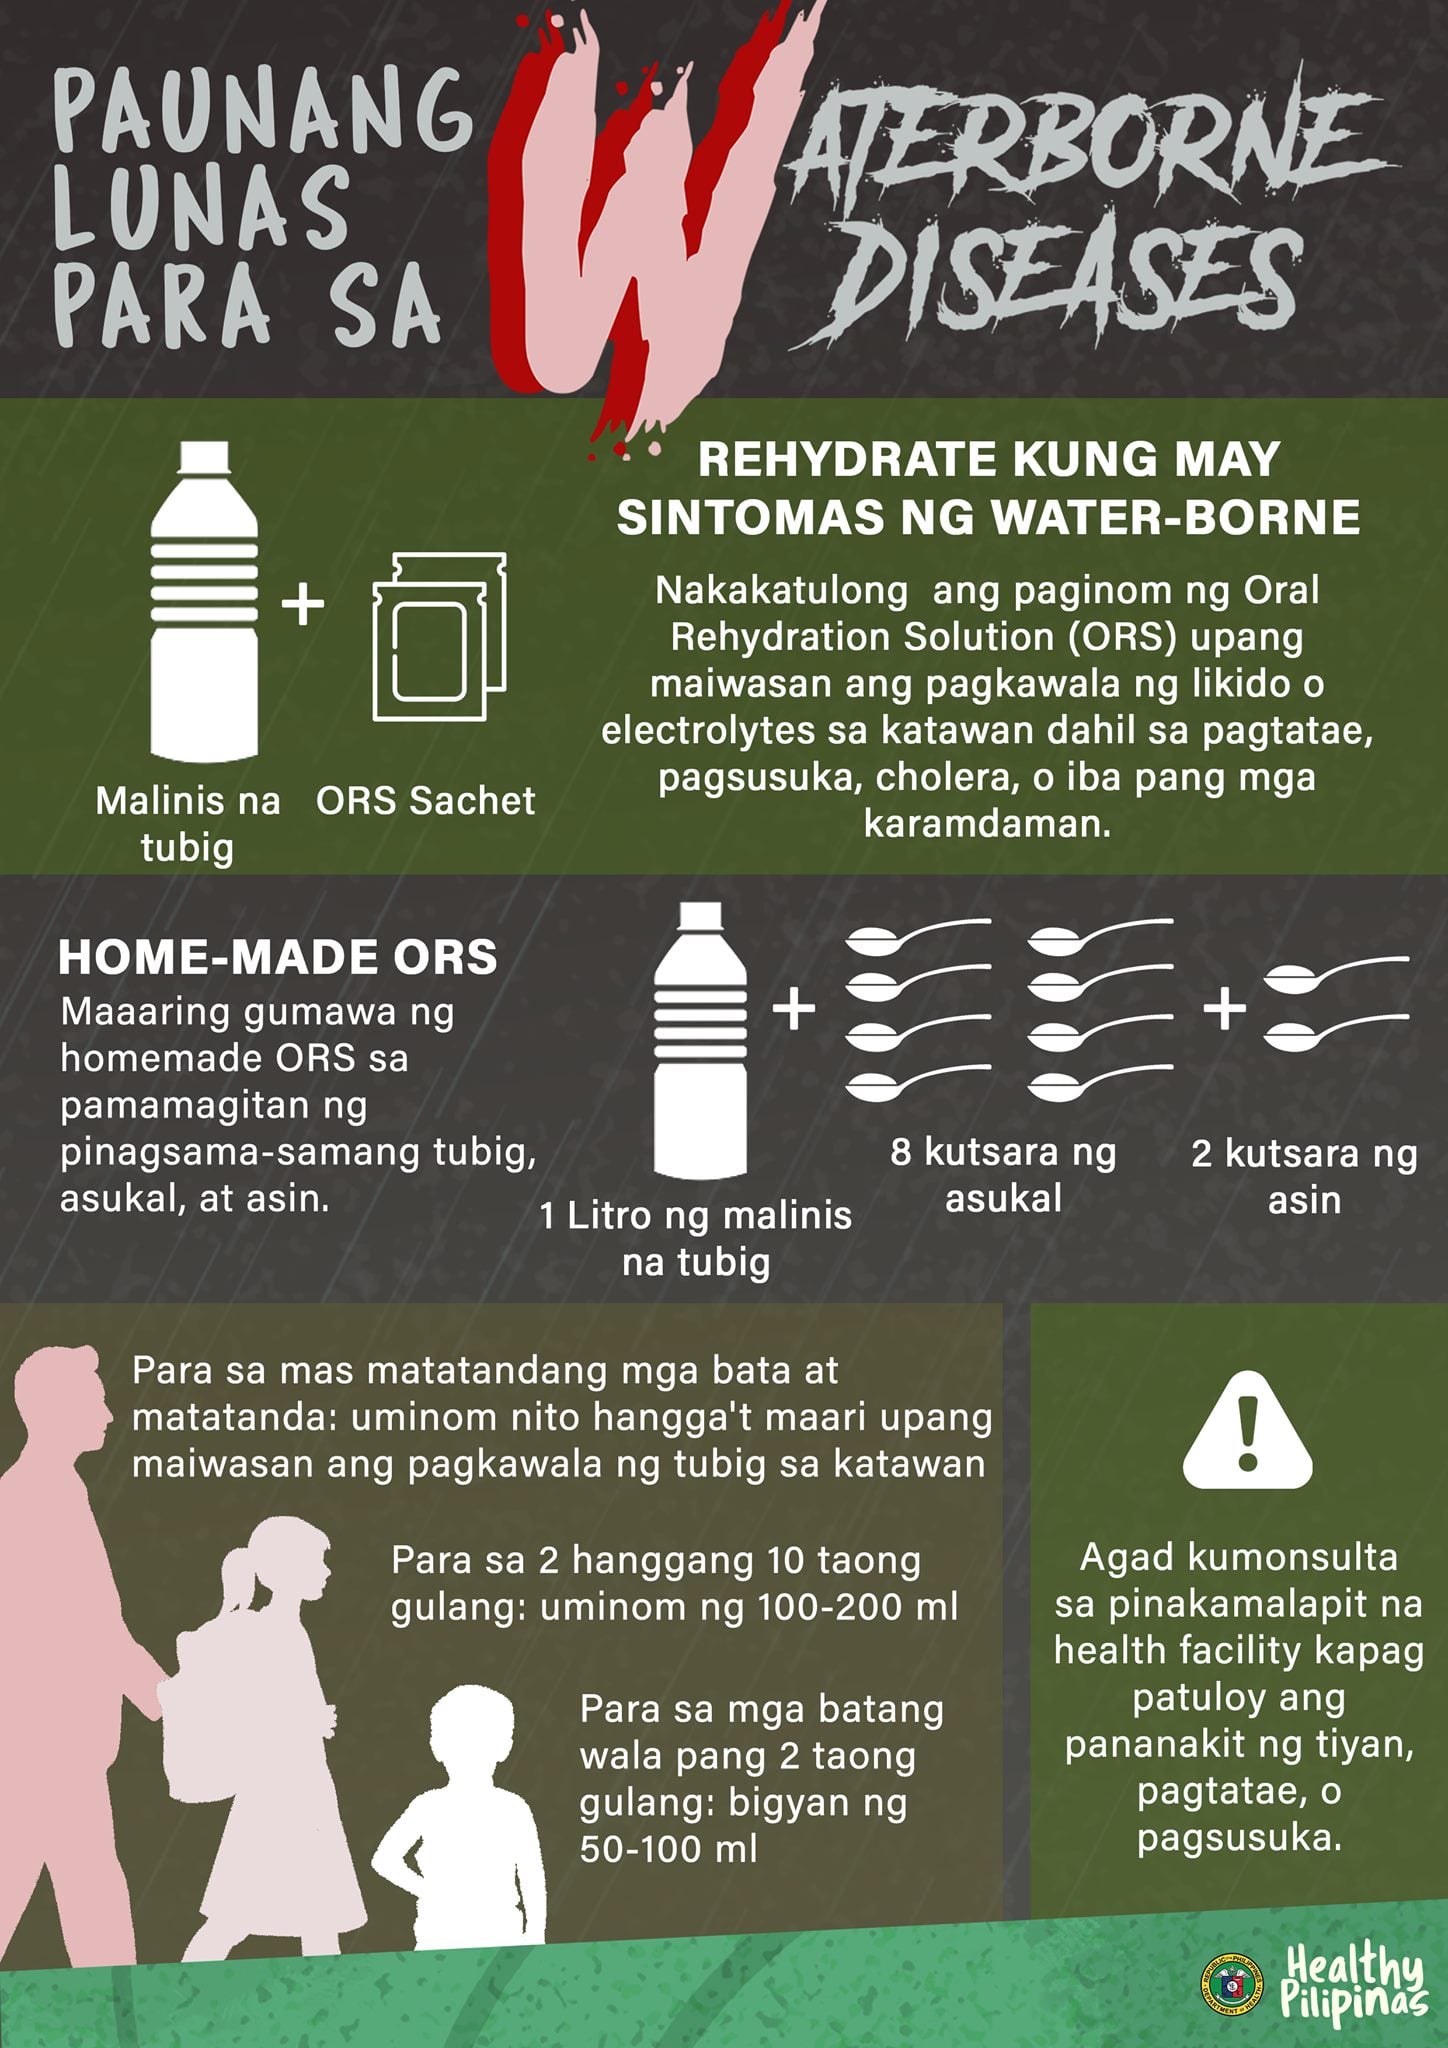 PAUNANG
LUNAS
PARA SA
WATERBORNE
DISEASES
REHYDRATE KUNG MAY
SINTOMAS NG WATER-BORNE
Nakakatulong ang paginom ng Oral
Rehydration Solution (ORS) upang
maiwasan ang pagkawala ng likido o
electrolytes sa katawan dahil sa pagtatae,
pagsusuka, cholera, o iba pang mga
karamdaman.
+
Malinis na
tubig
ORS Sachet
HOME-MADE ORS
Maaaring gumawa ng
homemade ORS sa
pamamagitan ng
pinagsama-samang tubig,
asukal, at asin.
+
+
1 Litro ng malinis
na tubig
8 kutsara ng
asukal
2 kutsara ng
asin
Para sa mas matatandang mga bata at
matatanda: uminom nito hangga't maari upang
maiwasan ang pagkawala ng tubig sa katawan
Para sa 2 hanggang 10 taong
gulang: uminom ng 100-200 ml
Para sa mga batang
wala pang 2 taong
gulang: bigyan ng
50-100 ml
!
Agad kumonsulta
sa pinakamalapit na
health facility kapag
patuloy ang
pananakit ng tiyan,
pagtatae, o
pagsusuka.
REPUBLIC OF THE PHILIPPINES
DEPARTMENT OF HEALTH
Healthy
Pilipinas